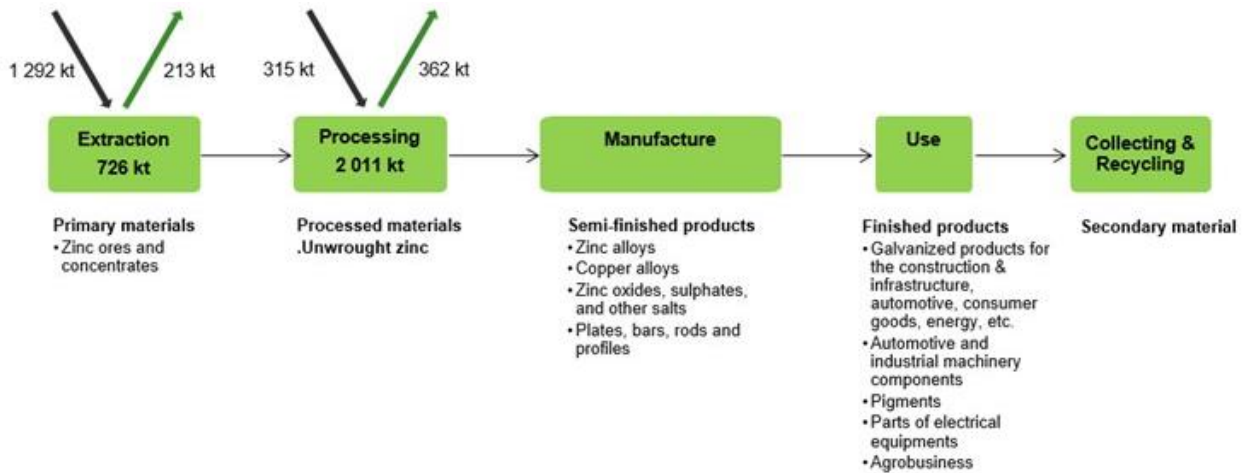 1 292 kt
213 kt
315 kt
362 kt
Extraction
726 kt
Processing
2 011 kt
Manufacture
Use
Collecting &
Recycling
Primary materials
•Zinc ores and
concentrates
Processed materials
.Unwrought zinc
Semi-finished products
•Zinc alloys
•Copper alloys
•Zinc oxides, sulphates,
and other salts
•Plates, bars, rods and
profiles
Finished products
•Galvanized products for
the construction &
infrastructure,
automotive, consumer
goods, energy, etc.
•Automotive and
industrial machinery
components
•Pigments
•Parts of electrical
equipments
•Agrobusiness
Secondary material